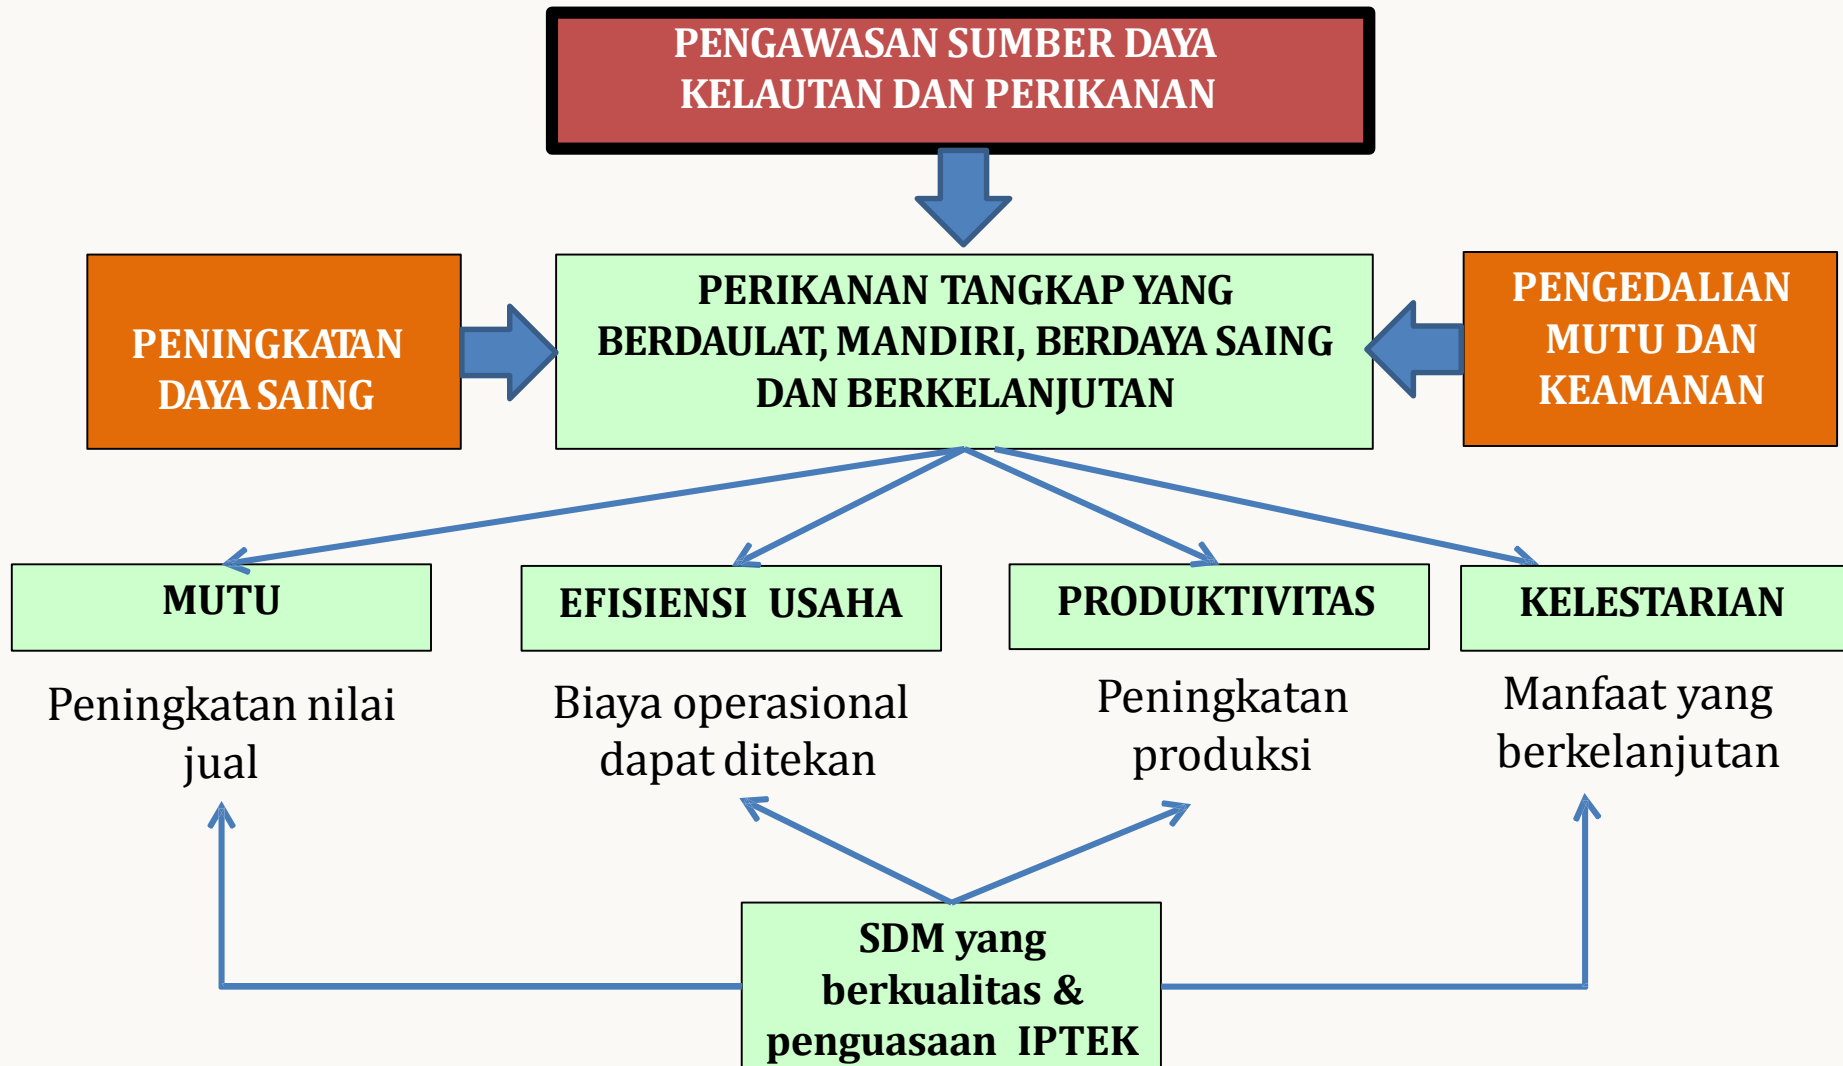 PENGAWASAN SUMBER DAYA
KELAUTAN DAN PERIKANAN
PENINGKATAN
DAYA SAING
PERIKANAN TANGKAP YANG
BERDAULAT, MANDIRI, BERDAYA SAING
DAN BERKELANJUTAN
PENGEDALIAN
MUTU DAN
KEAMANAN
MUTU
EFISIENSI USAHA
PRODUKTIVITAS
KELESTARIAN
Peningkatan nilai
jual
Biaya operasional
dapat ditekan
Peningkatan
produksi
Manfaat yang
berkelanjutan
SDM yang
berkualitas &
penguasaan IPTEK